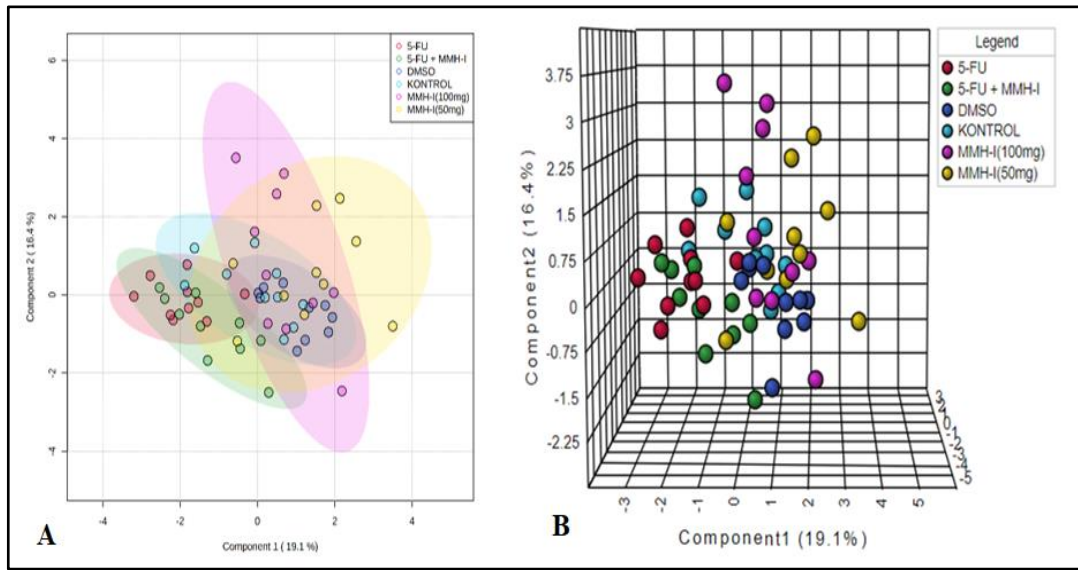 5-FU
5-FU + MMH-I
DMSO
KONTROL
MMH-I(100mg)
MMH-I(50mg)
6
4
2
0
-2
-4
Component 2 ( 16.4 %)
-4
-2
0
2
4
Component 1 ( 19.1 %)
A
Legend
5-FU
5-FU + MMH-I
DMSO
KONTROL
MMH-I(100mg)
MMH-I(50mg)
3.75
3
2.25
1.5
0.75
0
-0.75
-1.5
-2.25
Component2 (16.4%)
-3
-2
-1
0
1
2
3
4
5
Component1 (19.1%)
B